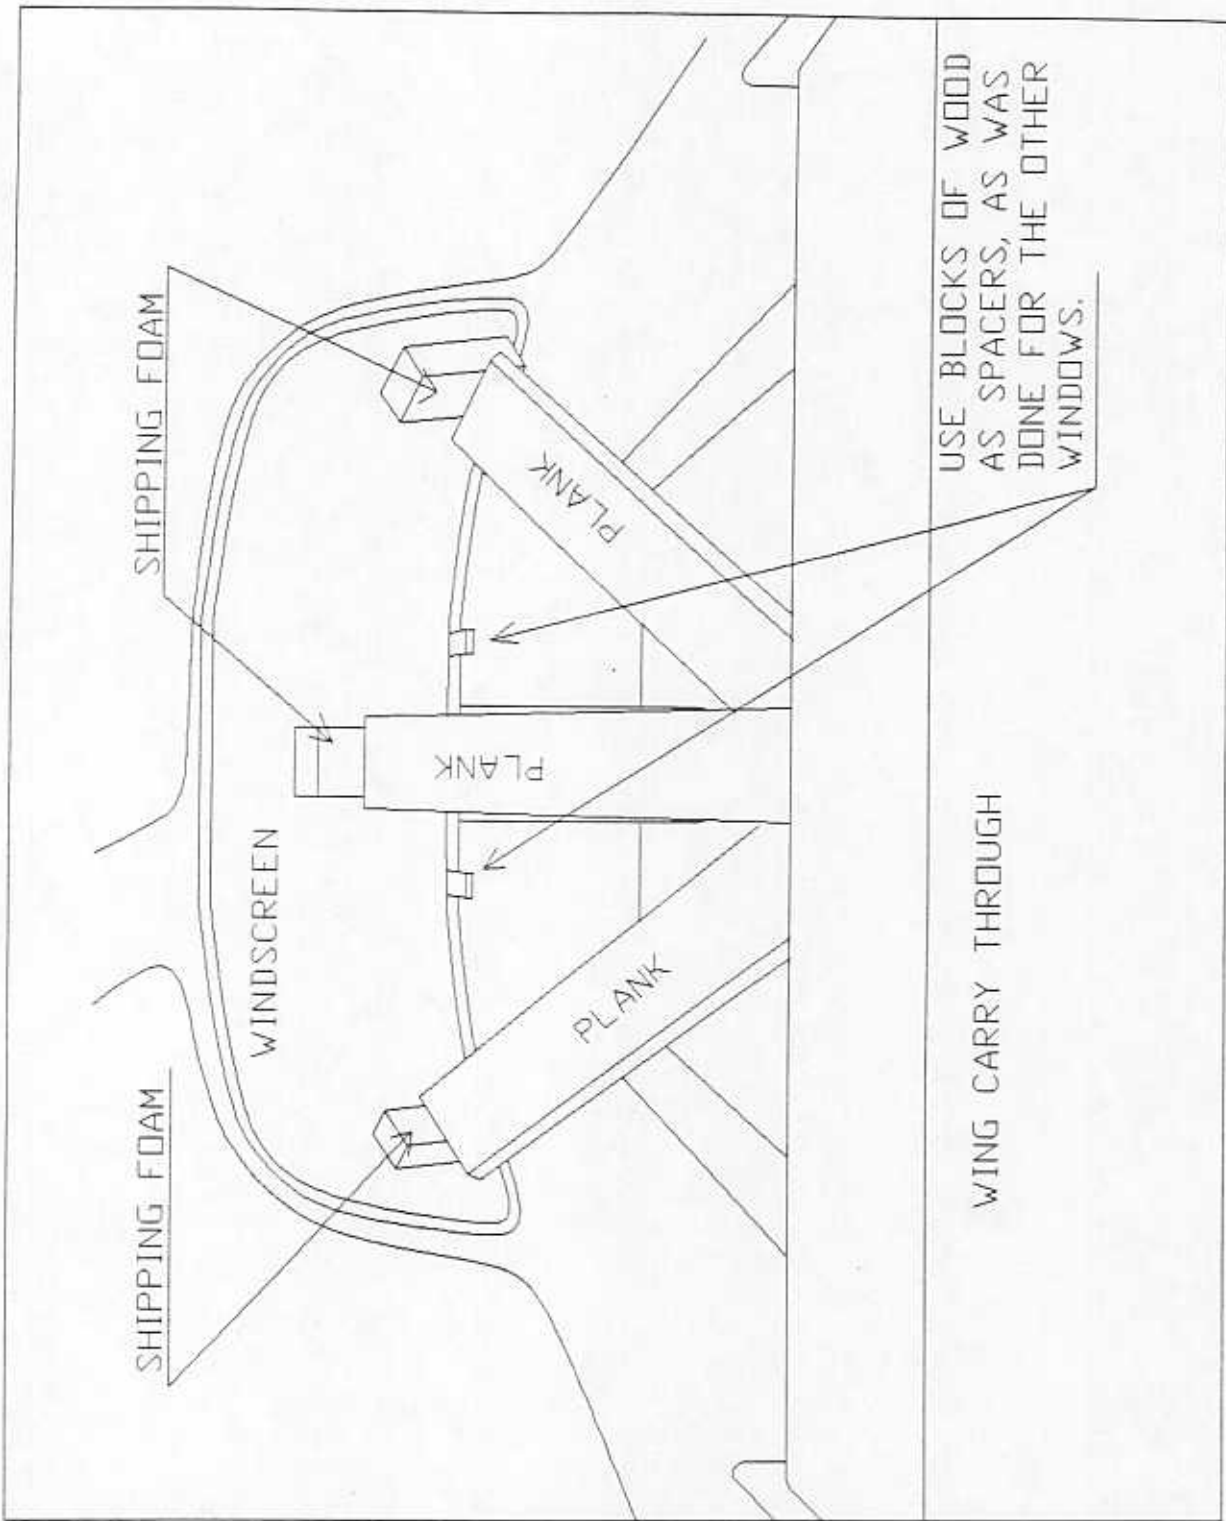 SHIPPING FOAM
SHIPPING FOAM
WINDSCREEN
PLANK
PLANK
PLANK
USE BLOCKS OF WOOD
AS SPACERS, AS WAS
DONE FOR THE OTHER
WINDOWS.
WING CARRY THROUGH